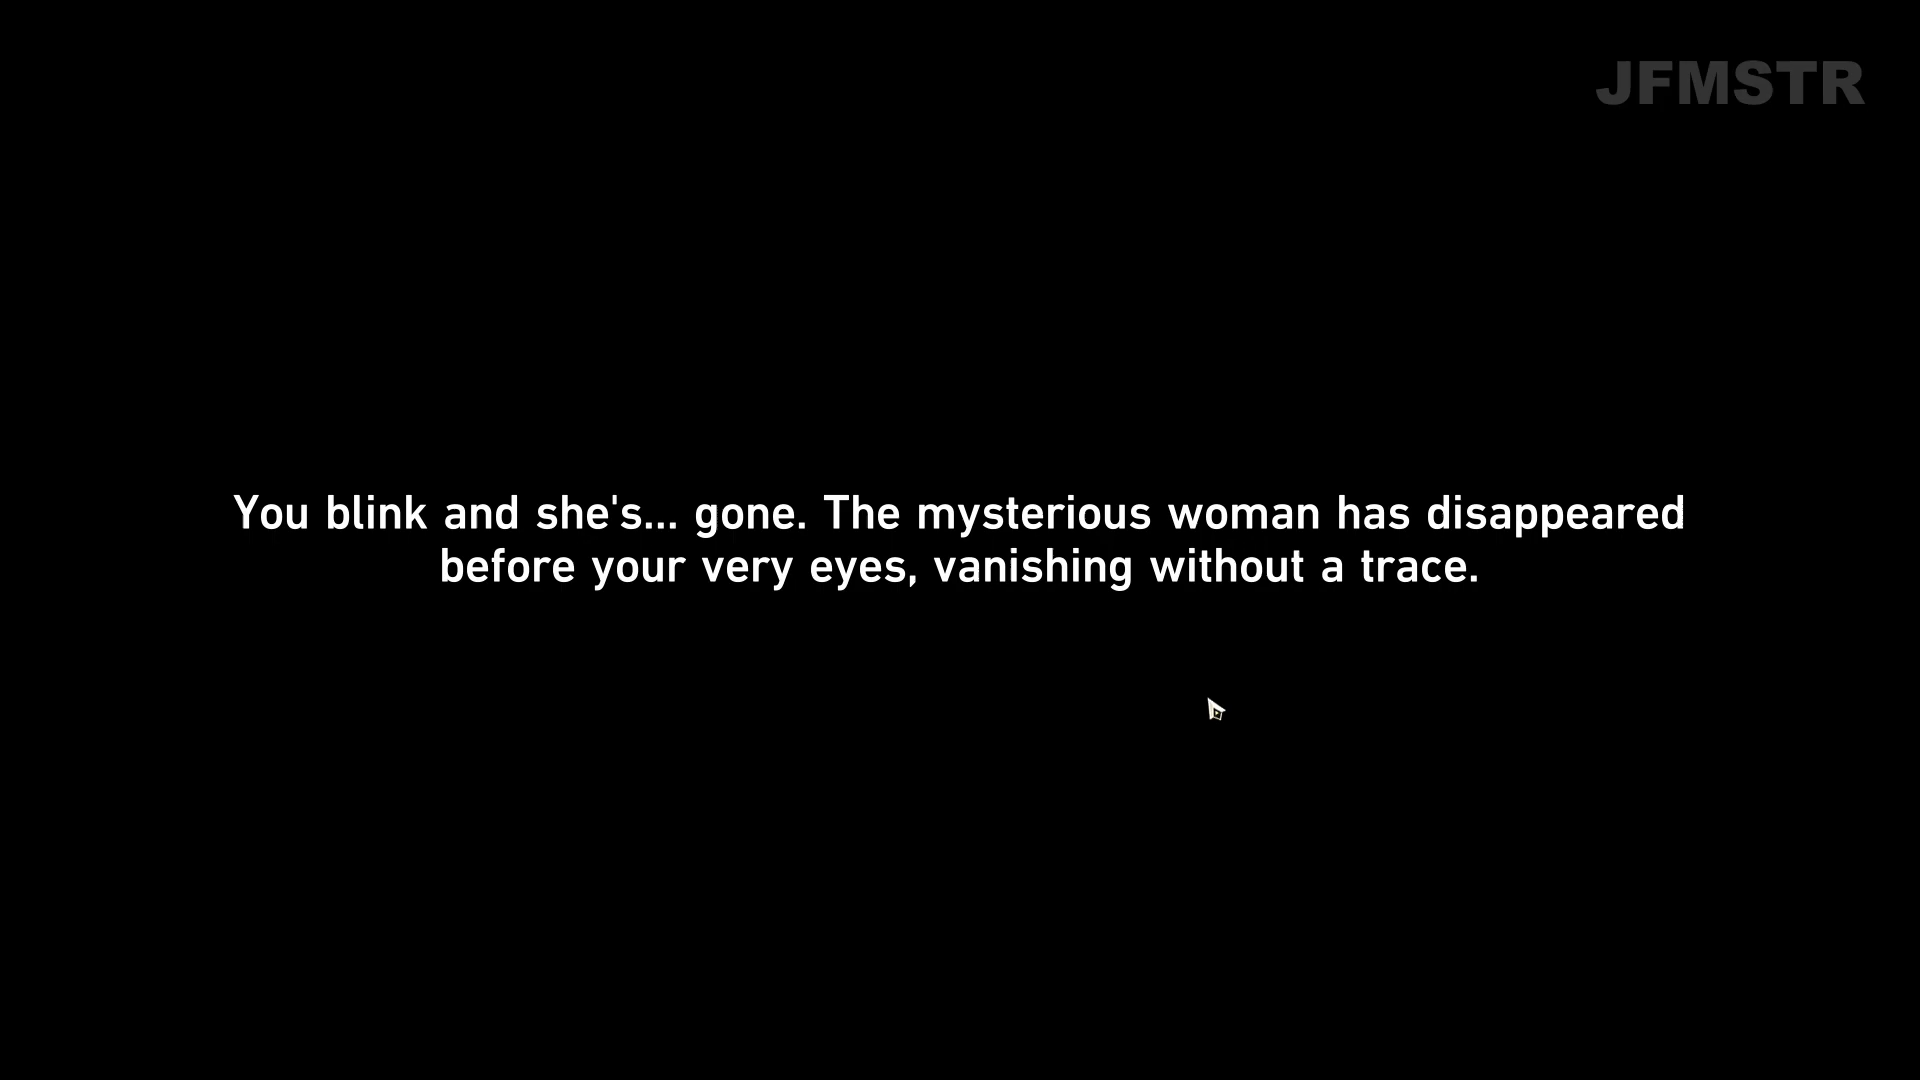 JFMSTR
You blink and she's... gone. The mysterious woman has disappeared
before your very eyes, vanishing without a trace.